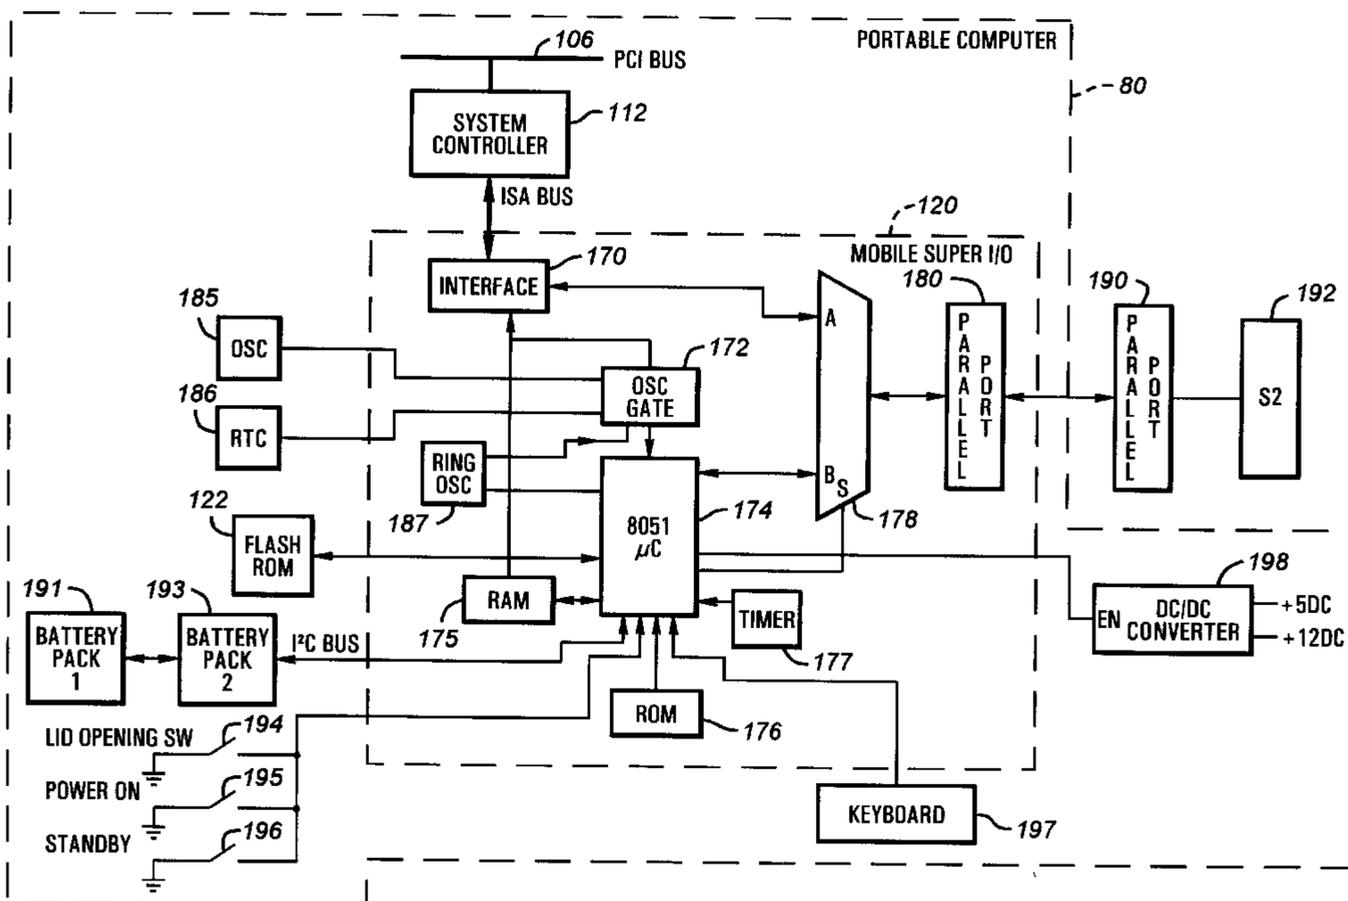 106
PCI BUS
PORTABLE COMPUTER
80
SYSTEM
CONTROLLER
112
ISA BUS
120
MOBILE SUPER I/O
INTERFACE
170
180
190
192
185
OSC
172
OSC
GATE
A
PARALLEL
PORT
PARALLEL
PORT
S2
186
RTC
RING
OSC
187
B
S
178
122
FLASH
ROM
8051
µC
174
198
EN
DC/DC
CONVERTER
+5DC
+12DC
191
BATTERY
PACK
1
193
BATTERY
PACK
2
I²C BUS
RAM
175
TIMER
177
ROM
176
LID OPENING SW
194
POWER ON
195
STANDBY
196
KEYBOARD
197